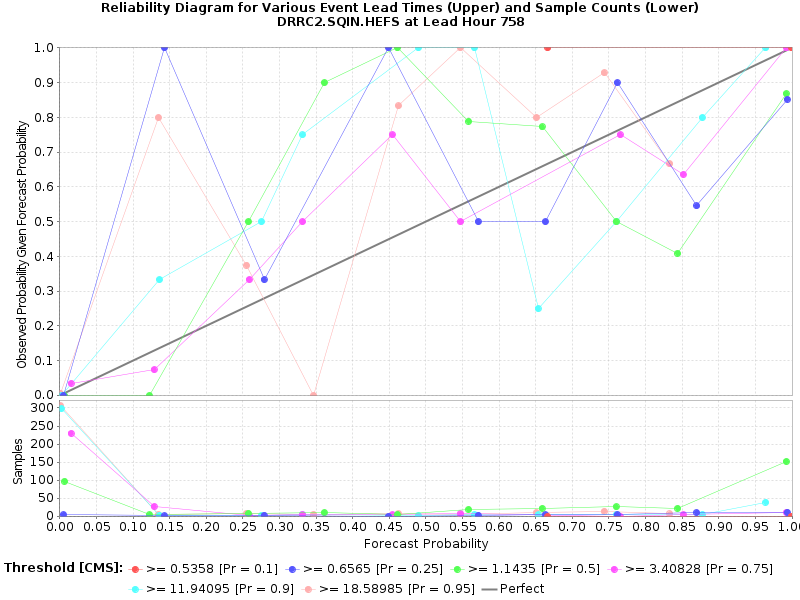 Reliability Diagram for Various Event Lead Times (Upper) and Sample Counts (Lower)
DRRC2.SQIN.HEFS at Lead Hour 758
Observed Probability Given Forecast Probability
1.0
0.9
0.8
0.7
0.6
0.5
0.4
0.3
0.2
0.1
0.0
Samples
300
250
200
150
100
50
0
0.00 0.05 0.10 0.15 0.20 0.25 0.30 0.35 0.40 0.45 0.50 0.55 0.60 0.65 0.70 0.75 0.80 0.85 0.90 0.95 1.0
Forecast Probability
Threshold [CMS]: >= 0.5358 [Pr = 0.1] >= 0.6565 [Pr = 0.25] >= 1.1435 [Pr = 0.5] >= 3.40828 [Pr = 0.75]
>= 11.94095 [Pr = 0.9] >= 18.58985 [Pr = 0.95] Perfect